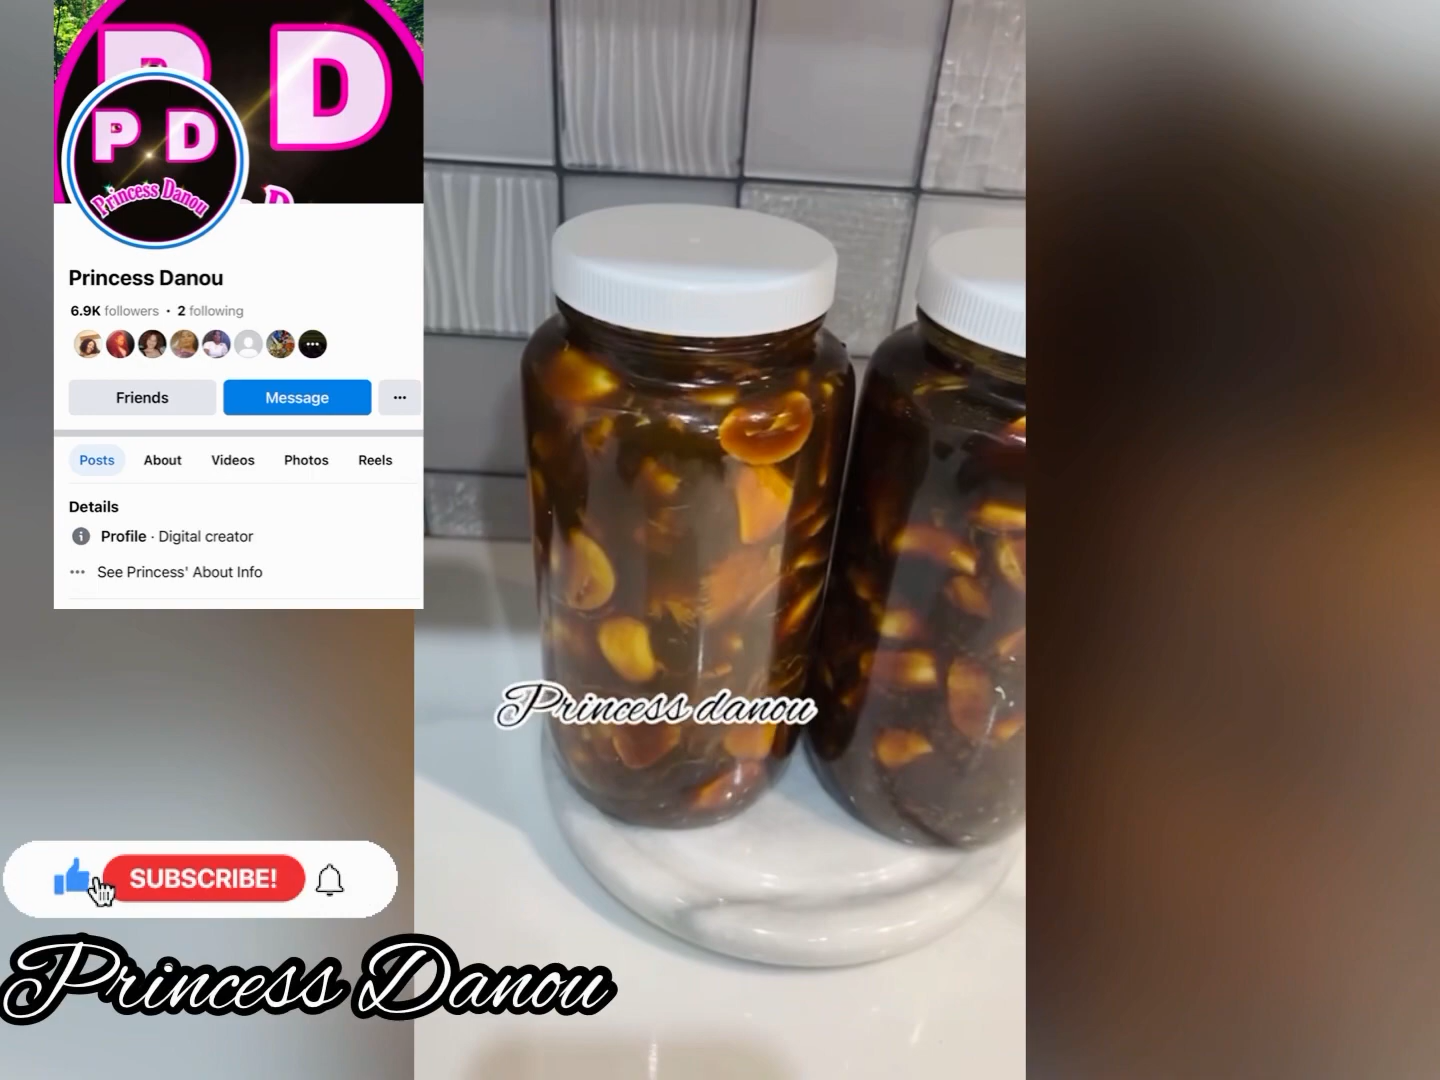 P D
P D
Princess Danou
Princess Danou
6.9K followers • 2 following
Friends
Message
Posts
About
Videos
Photos
Reels
Details
Profile · Digital creator
See Princess' About Info
Princess danou
SUBSCRIBE!
Princess Danou